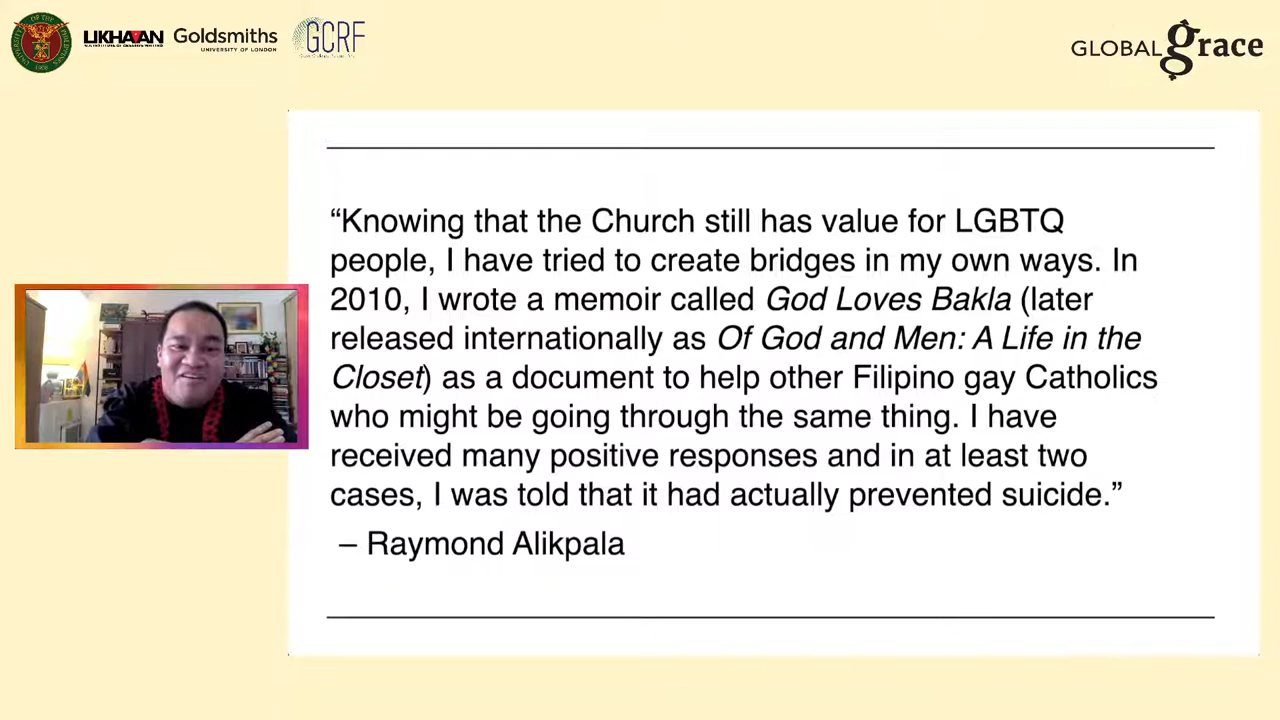 LIKHAAN
Goldsmiths
UNIVERSITY OF LONDON
GCRF
GLOBAL grace
“Knowing that the Church still has value for LGBTQ
people, I have tried to create bridges in my own ways. In
2010, I wrote a memoir called God Loves Bakla (later
released internationally as Of God and Men: A Life in the
Closet) as a document to help other Filipino gay Catholics
who might be going through the same thing. I have
received many positive responses and in at least two
cases, I was told that it had actually prevented suicide.”
– Raymond Alikpala